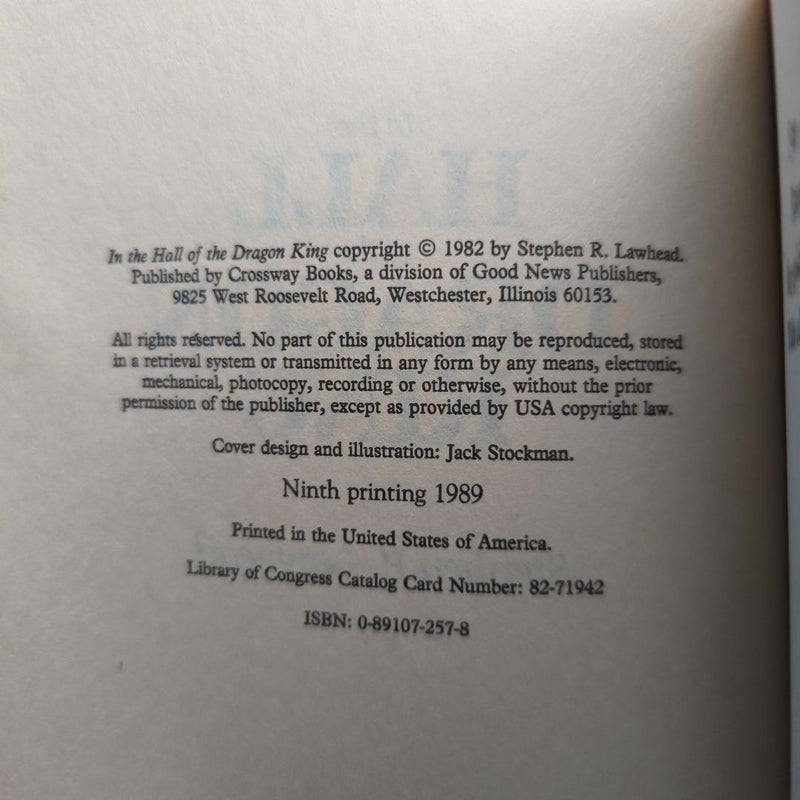 In the Hall of the Dragon King copyright © 1982 by Stephen R. Lawhead.
Published by Crossway Books, a division of Good News Publishers,
9825 West Roosevelt Road, Westchester, Illinois 60153.
All rights reserved. No part of this publication may be reproduced, stored
in a retrieval system or transmitted in any form by any means, electronic,
mechanical, photocopy, recording or otherwise, without the prior
permission of the publisher, except as provided by USA copyright law.
Cover design and illustration: Jack Stockman.
Ninth printing 1989
Printed in the United States of America.
Library of Congress Catalog Card Number: 82-71942
ISBN: 0-89107-257-8